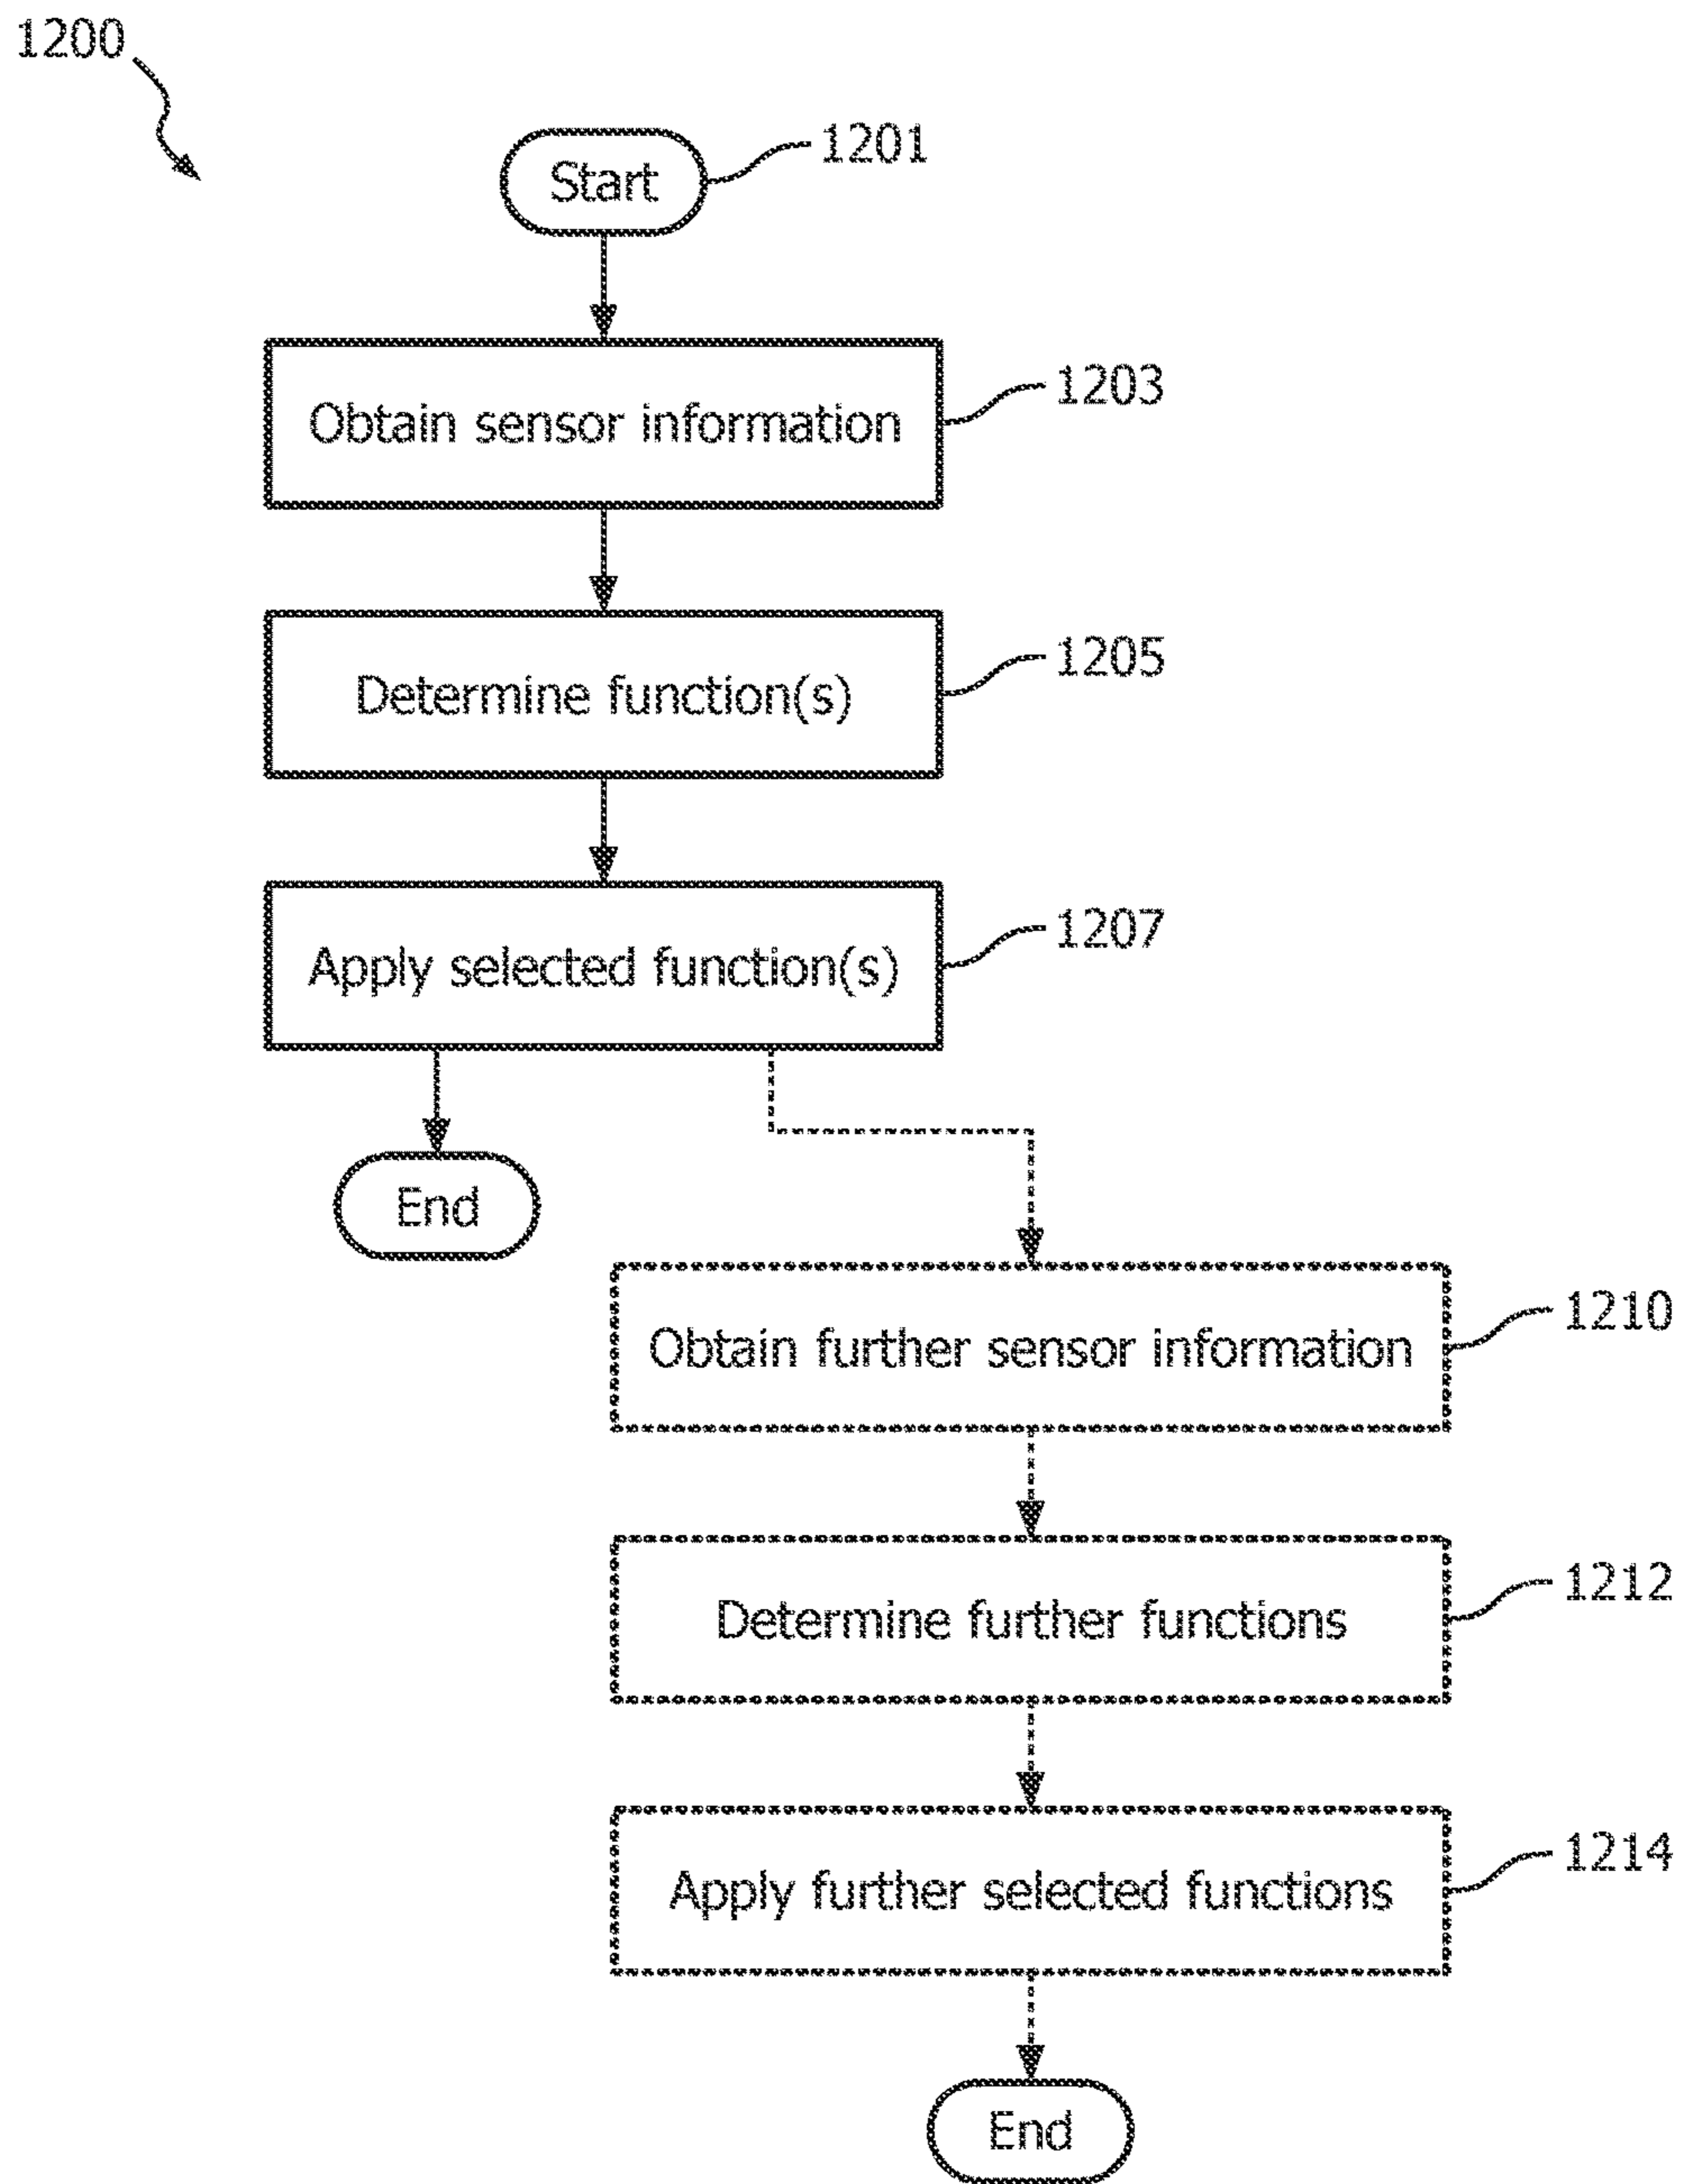 1200
Start
1201
Obtain sensor information
1203
Determine function(s)
1205
Apply selected function(s)
1207
End
Obtain further sensor information
1210
Determine further functions
1212
Apply further selected functions
1214
End